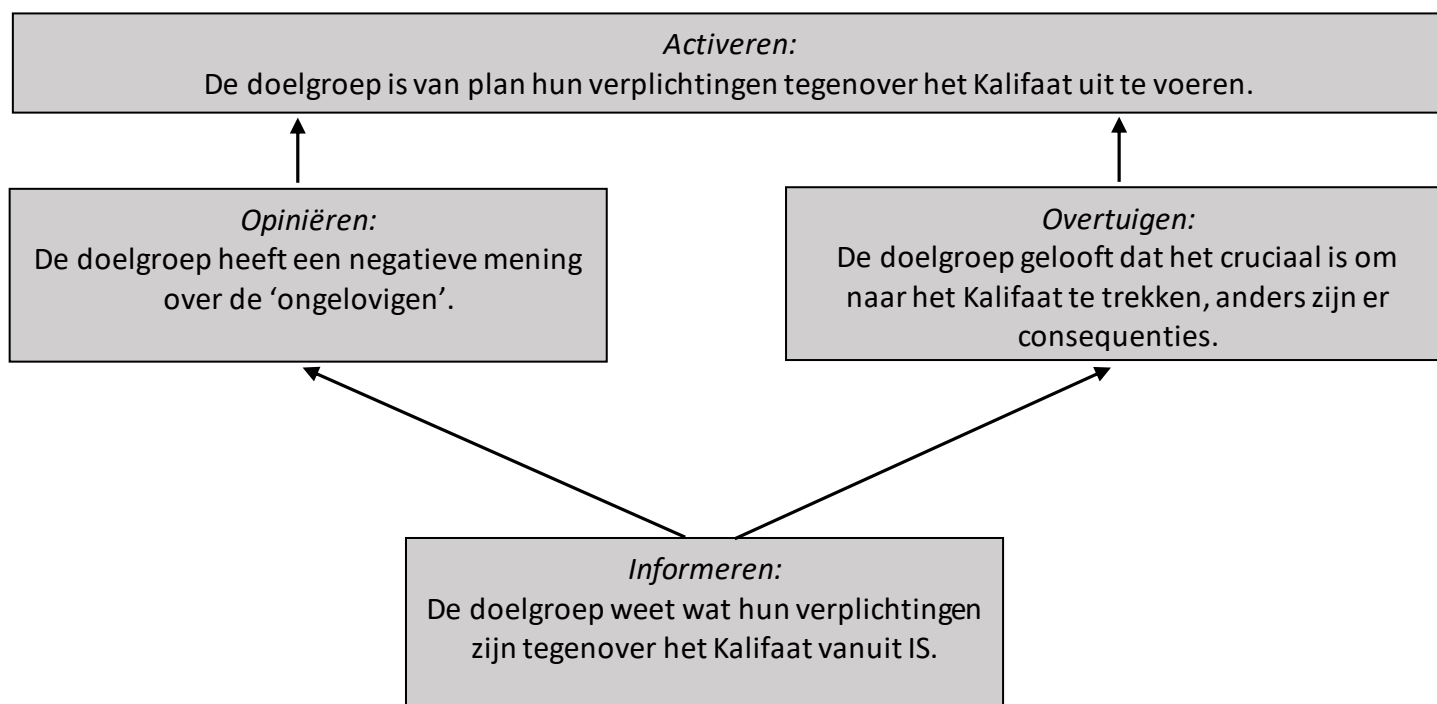 Activeren:
De doelgroep is van plan hun verplichtingen tegenover het Kalifaat uit te voeren.
Opiniëren:
De doelgroep heeft een negatieve mening
over de ‘ongelovigen’.
Overtuigen:
De doelgroep gelooft dat het cruciaal is om
naar het Kalifaat te trekken, anders zijn er
consequenties.
Informeren:
De doelgroep weet wat hun verplichtingen
zijn tegenover het Kalifaat vanuit IS.